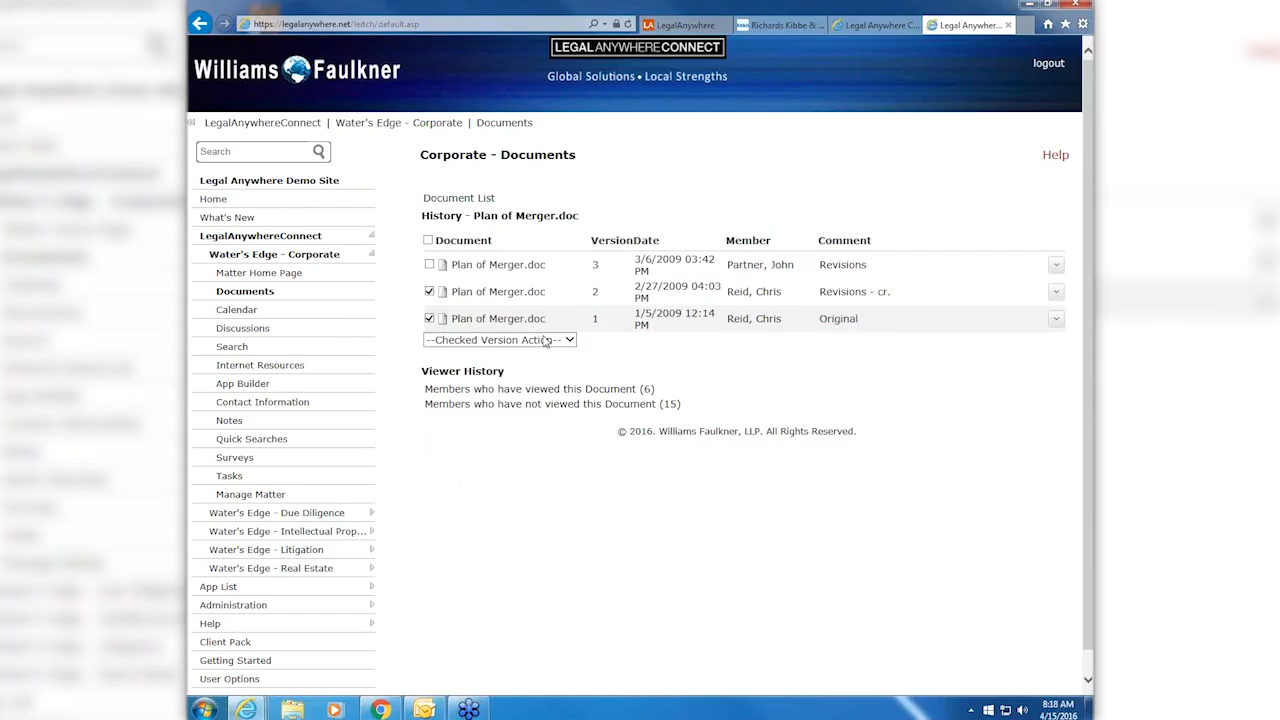 https://legalanywhere.net/leitch/default.asp
LA LegalAnywhere
Richards Kibbe & ...
Legal Anywhere C...
Legal Anywhere...
LEGALANYWHERECONNECT
Williams Faulkner
Global Solutions • Local Strengths
logout
LegalAnywhereConnect | Water's Edge - Corporate | Documents
Search
Corporate - Documents
Help
Legal Anywhere Demo Site
Home
What's New
LegalAnywhereConnect
Water's Edge - Corporate
Matter Home Page
Documents
Calendar
Discussions
Search
Internet Resources
App Builder
Contact Information
Notes
Quick Searches
Surveys
Tasks
Manage Matter
Water's Edge - Due Diligence
Water's Edge - Intellectual Prop...
Water's Edge - Litigation
Water's Edge - Real Estate
App List
Administration
Help
Client Pack
Getting Started
User Options
Document List
History - Plan of Merger.doc
Document VersionDate Member Comment
Plan of Merger.doc 3 3/6/2009 03:42 PM Partner, John Revisions
Plan of Merger.doc 2 2/27/2009 04:03 PM Reid, Chris Revisions - cr.
Plan of Merger.doc 1 1/5/2009 12:14 PM Reid, Chris Original
--Checked Version Action--
Viewer History
Members who have viewed this Document (6)
Members who have not viewed this Document (15)
© 2016. Williams Faulkner, LLP. All Rights Reserved.
8:18 AM
4/15/2016